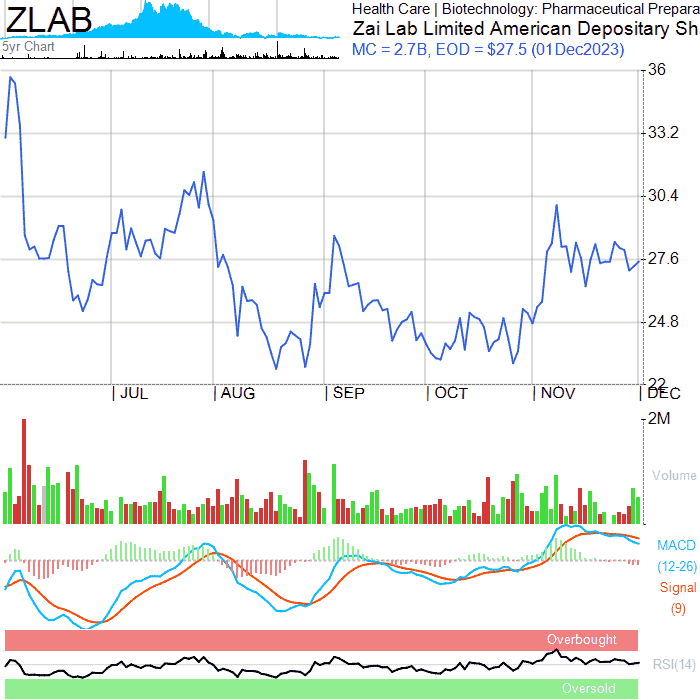 ZLAB
Health Care | Biotechnology: Pharmaceutical Prepara
Zai Lab Limited American Depositary Sh
MC = 2.7B, EOD = $27.5 (01Dec2023)
5yr Chart
36
33.2
30.4
27.6
24.8
22
JUL
AUG
SEP
OCT
NOV
DEC
2M
Volume
MACD
(12-26)
Signal
(9)
Overbought
RSI(14)
Oversold